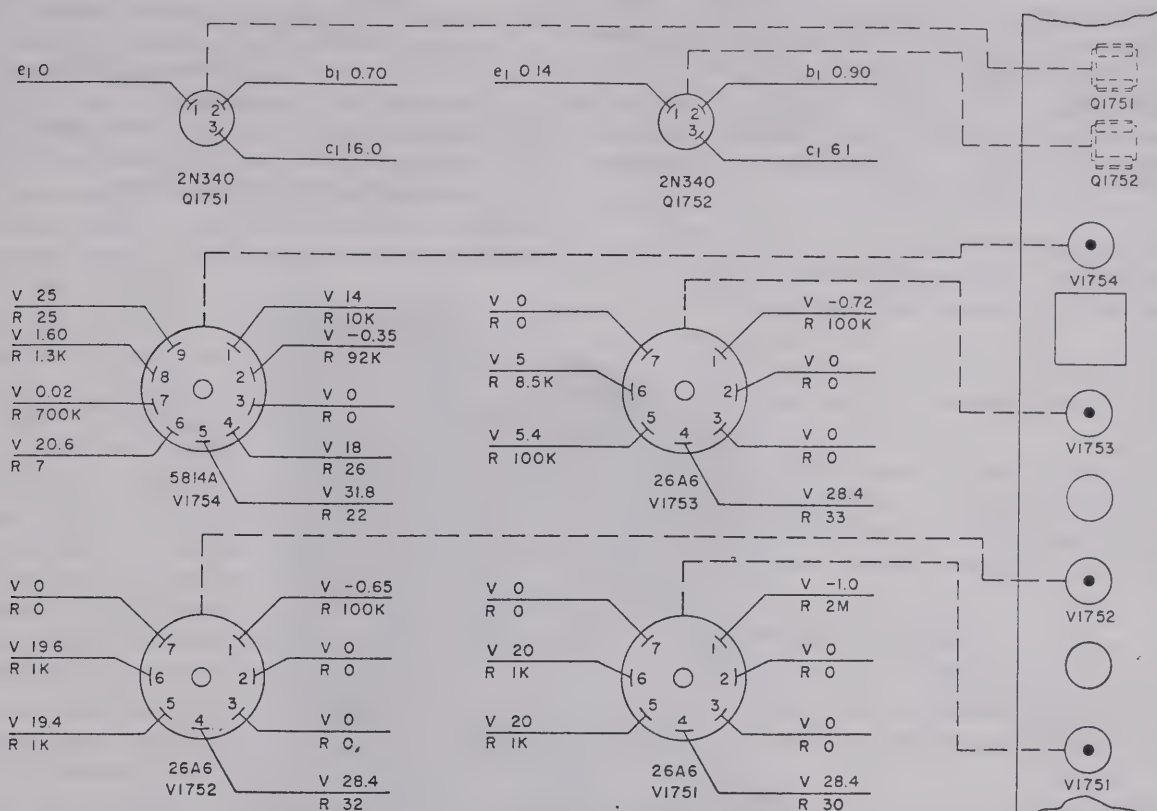 e1 0
b1 0.70
1 2
3
c1 16.0
2N340
Q1751
e1 0.14
b1 0.90
1 2
3
c1 61
2N340
Q1752
Q1751
Q1752
V 25
R 25
V 1.60
R 1.3K
V 0.02
R 700K
V 20.6
R 7
9 1
8 2
7 3
6 5 4
V 14
R 10K
V -0.35
R 92K
V 0
R 0
V 18
R 26
V 31.8
R 22
5814A
V1754
V 0
R 0
V 5
R 8.5K
V 5.4
R 100K
7 1
6 2
5 4 3
V -0.72
R 100K
V 0
R 0
V 0
R 0
V 28.4
R 33
26A6
V1753
V1754
V1753
V 0
R 0
V 19.6
R 1K
V 19.4
R 1K
7 1
6 2
5 4 3
V -0.65
R 100K
V 0
R 0
V 0
R 0
V 28.4
R 32
26A6
V1752
V 0
R 0
V 20
R 1K
V 20
R 1K
7 1
6 2
5 4 3
V -1.0
R 2M
V 0
R 0
V 0
R 0
V 28.4
R 30
26A6
V1751
V1752
V1751